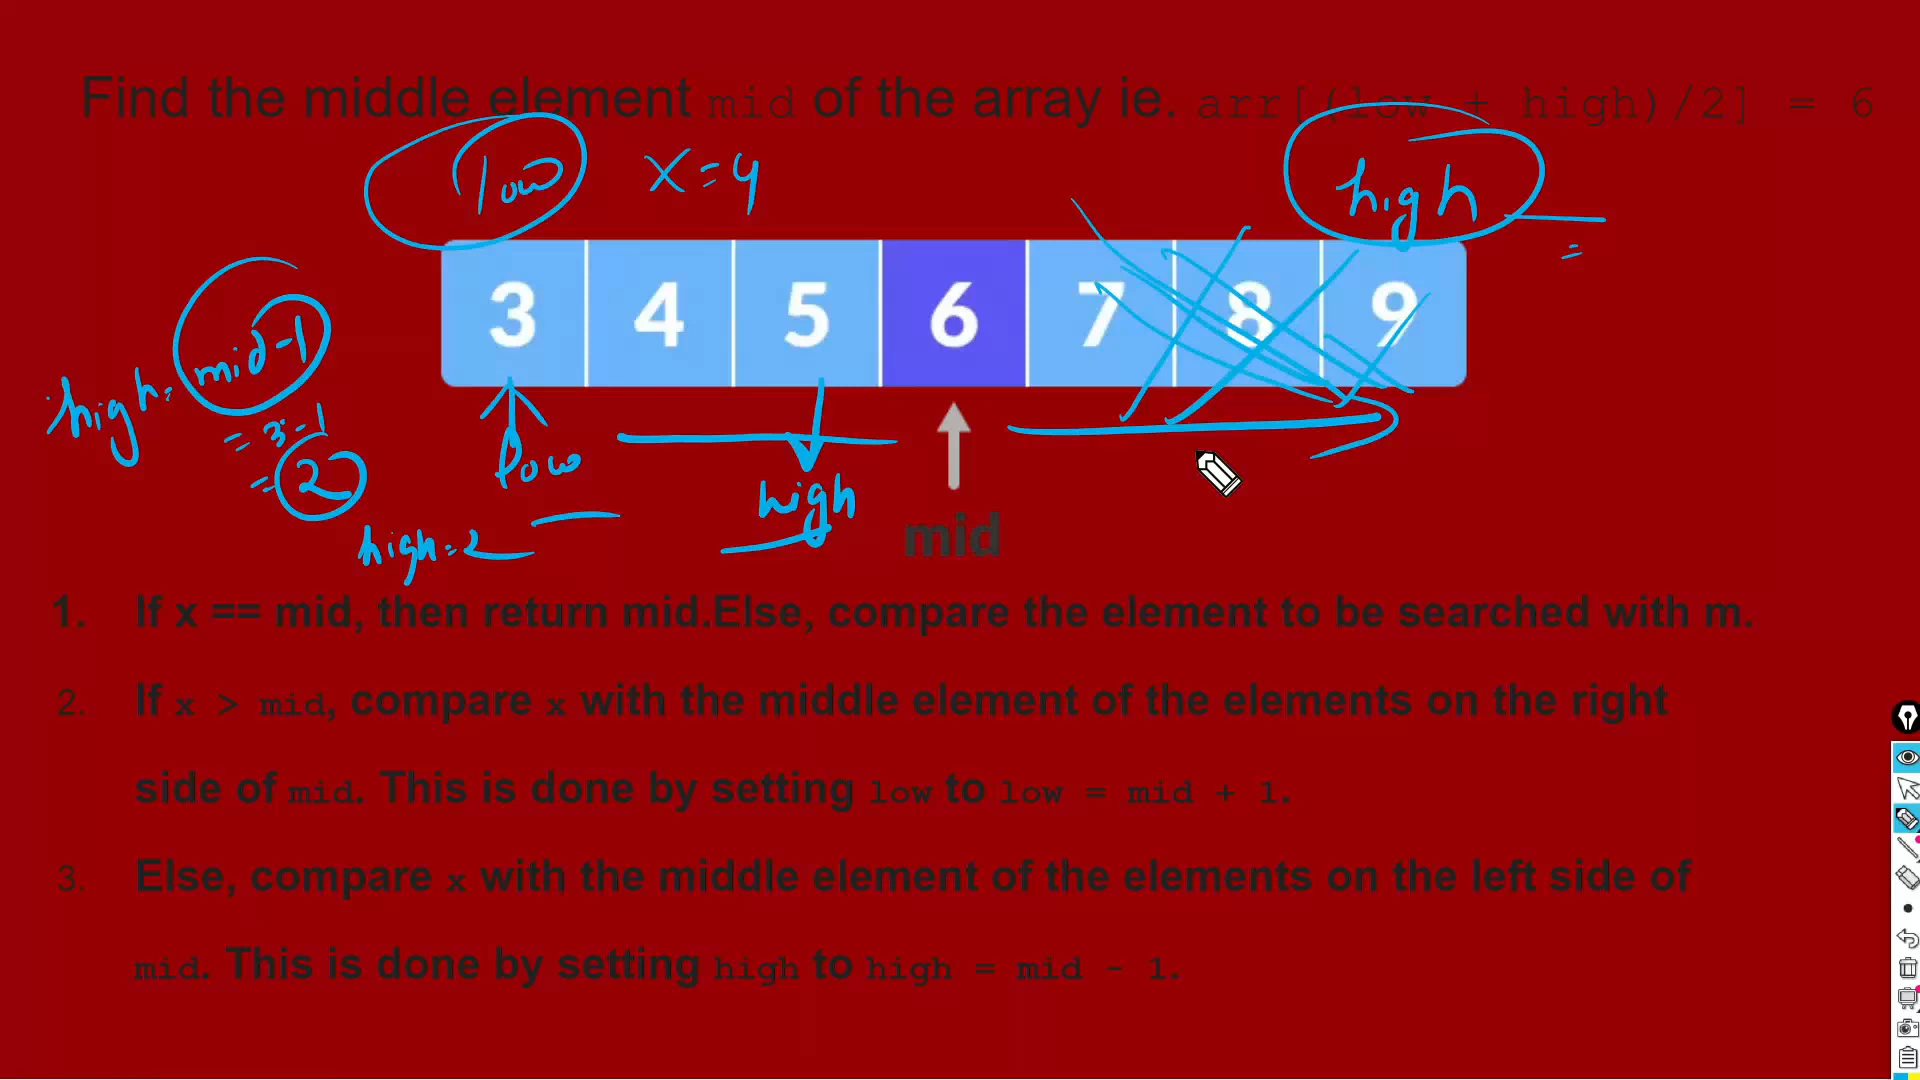 Find the middle element mid of the array ie. arr[(low + high)/2] = 6
low x=4 high
=
3 4 5 6 7 8 9
high= mid-1
= 3-1
= 2
low
high
high=2
mid
1. If x == mid, then return mid.Else, compare the element to be searched with m.
2. If x > mid, compare x with the middle element of the elements on the right
side of mid. This is done by setting low to low = mid + 1.
3. Else, compare x with the middle element of the elements on the left side of
mid. This is done by setting high to high = mid - 1.